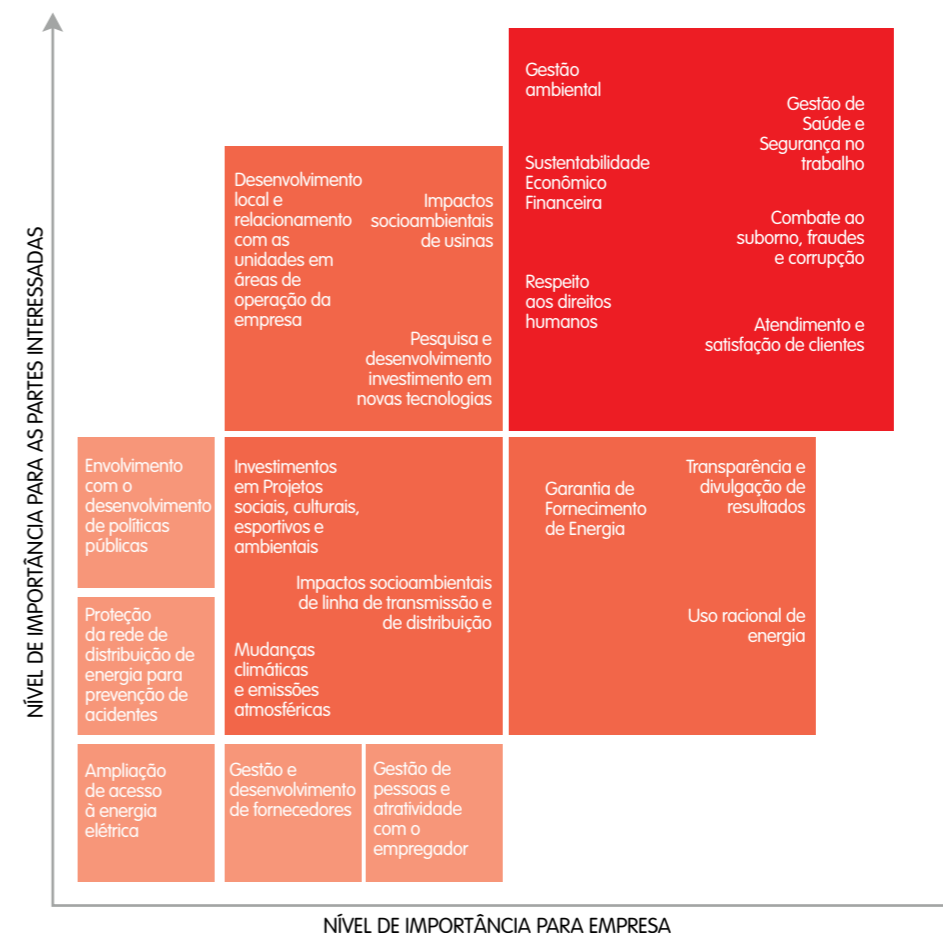 NÍVEL DE IMPORTÂNCIA PARA AS PARTES INTERESSADAS
Gestão
ambiental
Sustentabilidade
Econômico
Financeira
Respeito
aos direitos
humanos
Gestão de
Saúde e
Segurança no
trabalho
Combate ao
suborno, fraudes
e corrupção
Atendimento e
satisfação de clientes
Desenvolvimento
local e
relacionamento
com as
unidades em
áreas de
operação da
empresa
Impactos
socioambientais
de usinas
Pesquisa e
desenvolvimento
investimento em
novas tecnologias
Envolvimento
com o
desenvolvimento
de políticas
públicas
Investimentos
em Projetos
sociais, culturais,
esportivos e
ambientais
Impactos socioambientais
de linha de transmissão e
de distribuição
Mudanças
climáticas
e emissões
atmosféricas
Garantia de
Fornecimento
de Energia
Transparência e
divulgação de
resultados
Uso racional de
energia
Proteção
da rede de
distribuição de
energia para
prevenção de
acidentes
Ampliação
de acesso
à energia
elétrica
Gestão e
desenvolvimento
de fornecedores
Gestão de
pessoas e
atratividade
com o
empregador
NÍVEL DE IMPORTÂNCIA PARA EMPRESA